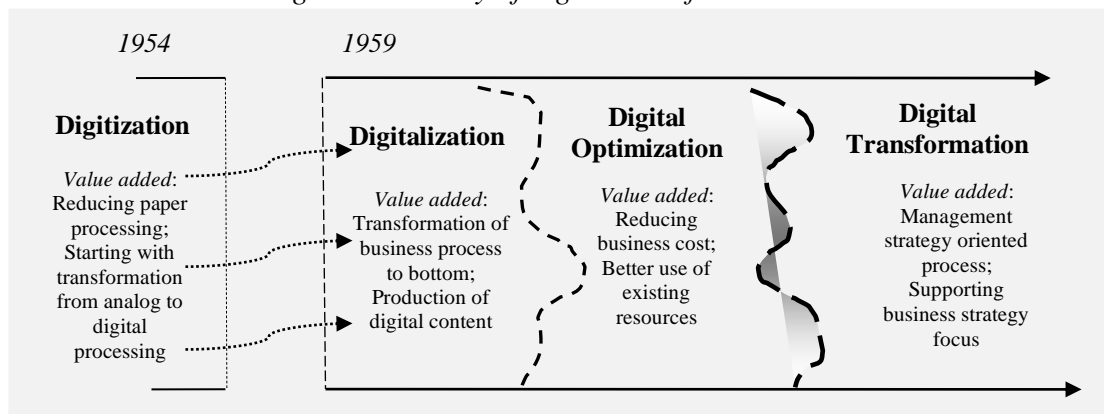 1954
1959
Digitization
Value added:
Reducing paper
processing;
Starting with
transformation
from analog to
digital
processing
Digitalization
Value added:
Transformation of
business process
to bottom;
Production of
digital content
Digital
Optimization
Value added:
Reducing
business cost;
Better use of
existing
resources
Digital
Transformation
Value added:
Management
strategy oriented
process;
Supporting
business strategy
focus